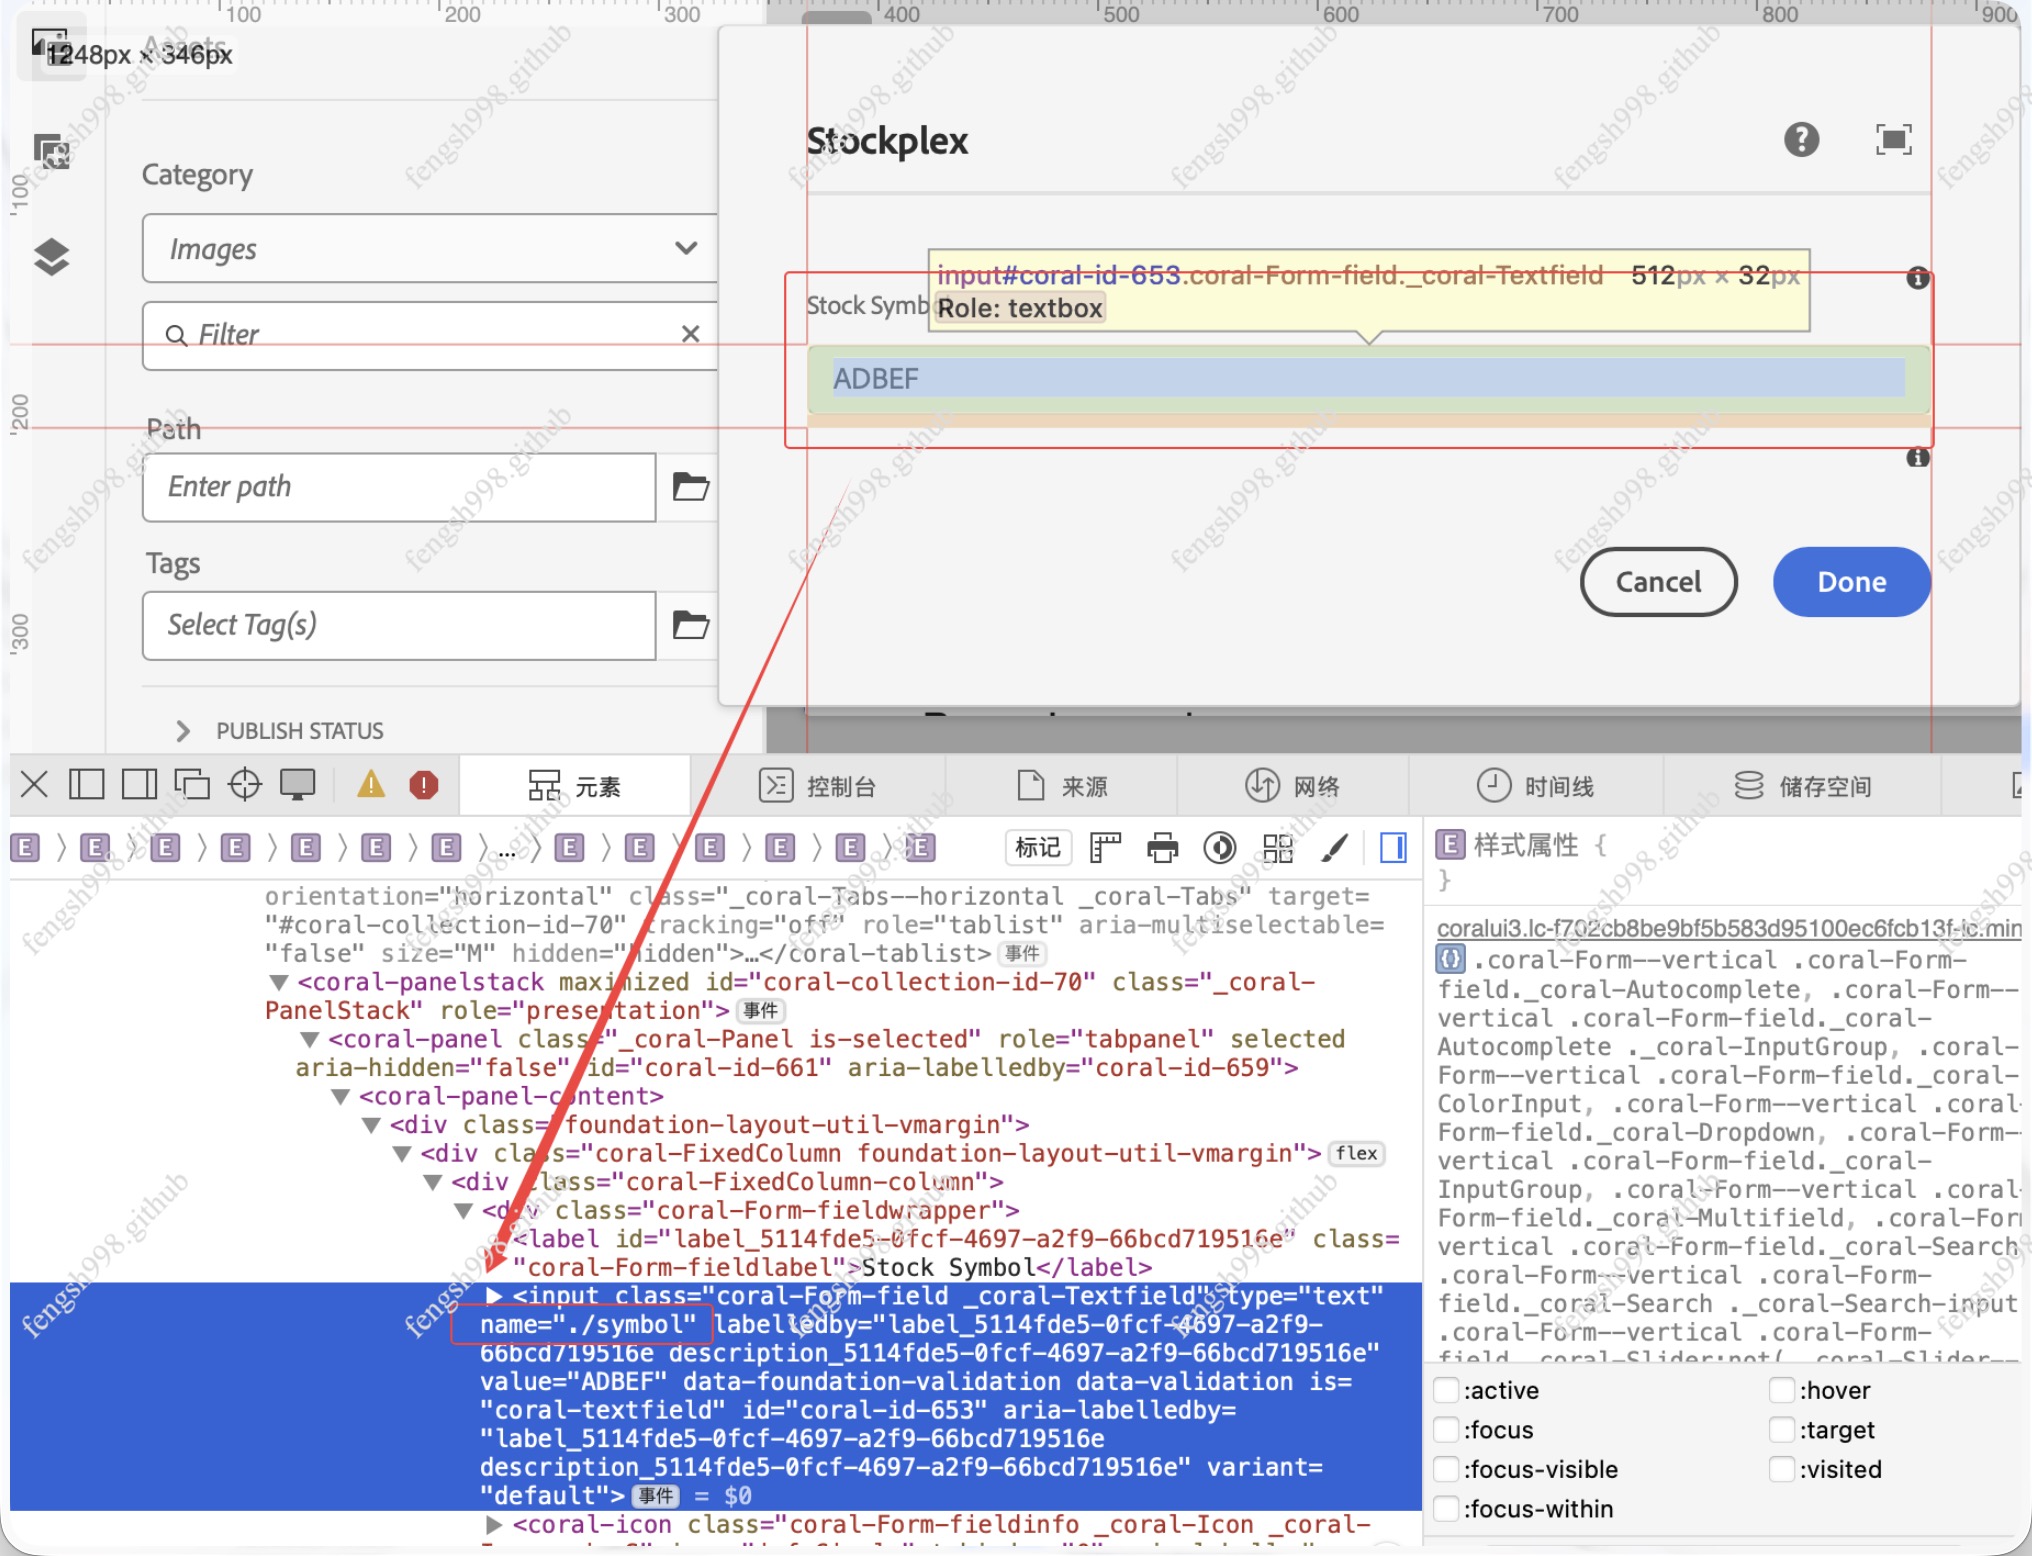 100 200 300 400 500 600 700 800 900
Assets
1248px × 346px
100
200
300
Category
Images
Filter
Path
Enter path
Tags
Select Tag(s)
PUBLISH STATUS
Stockplex
input#coral-id-653.coral-Form-field._coral-Textfield 512px × 32px
Role: textbox
Stock Symbo
ADBEF
Cancel
Done
元素
控制台
来源
网络
时间线
储存空间
E E E E E E E … E E E E E E
标记
orientation="horizontal" class="_coral-Tabs--horizontal _coral-Tabs" target=
"#coral-collection-id-70" tracking="off" role="tablist" aria-multiselectable=
"false" size="M" hidden="hidden">…</coral-tablist> 事件
<coral-panelstack maximized id="coral-collection-id-70" class="_coral-
PanelStack" role="presentation"> 事件
<coral-panel class="_coral-Panel is-selected" role="tabpanel" selected
aria-hidden="false" id="coral-id-661" aria-labelledby="coral-id-659">
<coral-panel-content>
<div class="foundation-layout-util-vmargin">
<div class="coral-FixedColumn foundation-layout-util-vmargin"> flex
<div class="coral-FixedColumn-column">
<div class="coral-Form-fieldwrapper">
<label id="label_5114fde5-0fcf-4697-a2f9-66bcd719516e" class=
"coral-Form-fieldlabel">Stock Symbol</label>
<input class="coral-Form-field _coral-Textfield" type="text"
name="./symbol" labelledby="label_5114fde5-0fcf-4697-a2f9-
66bcd719516e description_5114fde5-0fcf-4697-a2f9-66bcd719516e"
value="ADBEF" data-foundation-validation data-validation is=
"coral-textfield" id="coral-id-653" aria-labelledby=
"label_5114fde5-0fcf-4697-a2f9-66bcd719516e
description_5114fde5-0fcf-4697-a2f9-66bcd719516e" variant=
"default"> 事件 = $0
<coral-icon class="coral-Form-fieldinfo _coral-Icon _coral-
E 样式属性 {
}
coralui3.lc-f702cb8be9bf5b583d95100ec6fcb13f-lc.min
.coral-Form--vertical .coral-Form-
field._coral-Autocomplete, .coral-Form--
vertical .coral-Form-field._coral-
Autocomplete ._coral-InputGroup, .coral-
Form--vertical .coral-Form-field._coral-
ColorInput, .coral-Form--vertical .coral-
Form-field._coral-Dropdown, .coral-Form--
vertical .coral-Form-field._coral-
InputGroup, .coral-Form--vertical .coral-
Form-field._coral-Multifield, .coral-For
vertical .coral-Form-field._coral-Search
.coral-Form--vertical .coral-Form-
field._coral-Search ._coral-Search-input
.coral-Form--vertical .coral-Form-
field._coral-Slider:not(._coral-Slider--
:active
:hover
:focus
:target
:focus-visible
:visited
:focus-within
fengsh998.github